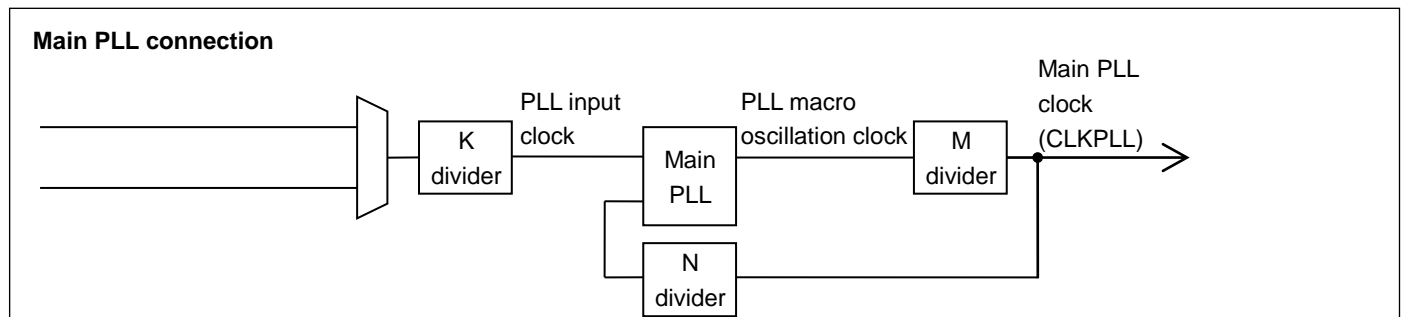 Main PLL connection
K
divider
PLL input
clock
Main
PLL
PLL macro
oscillation clock
M
divider
Main PLL
clock
(CLKPLL)
N
divider